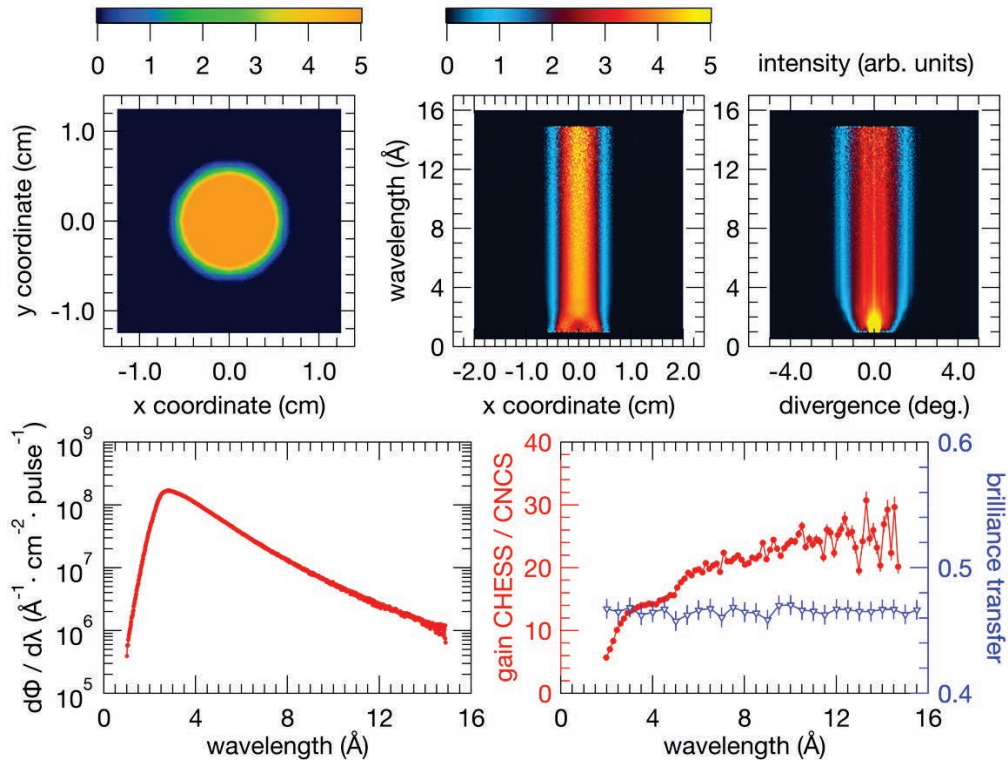 0 1 2 3 4 5
0 1 2 3 4 5
intensity (arb. units)
y coordinate (cm)
1.0
0.0
-1.0
-1.0 0.0 1.0
x coordinate (cm)
wavelength (Å)
16
12
8
4
0
-2.0 -1.0 0.0 1.0 2.0
x coordinate (cm)
16
12
8
4
0
-4.0 0.0 4.0
divergence (deg.)
dΦ / dλ (Å⁻¹ · cm⁻² · pulse⁻¹)
10⁹
10⁸
10⁷
10⁶
10⁵
0 4 8 12 16
wavelength (Å)
gain CHESS / CNCS
40
30
20
10
0
0 4 8 12 16
wavelength (Å)
0.6
0.5
0.4
brilliance transfer